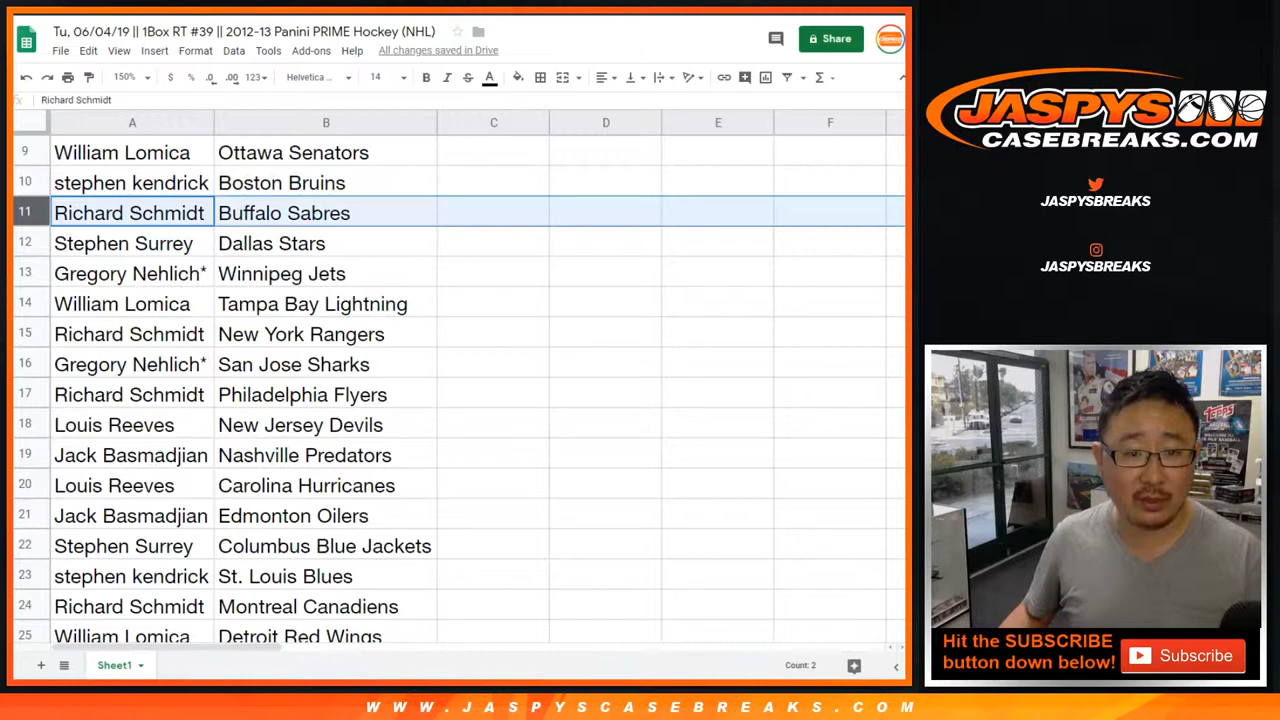 Tu, 06/04/19 || 1Box RT #39 || 2012-13 Panini PRIME Hockey (NHL)
Share
File Edit View Insert Format Data Tools Add-ons Help All changes saved in Drive
150% $ % .0 .00 123 Helvetica ... 14 B I S A Σ
fx Richard Schmidt
A B C D E F
9 William Lomica Ottawa Senators
10 stephen kendrick Boston Bruins
11 Richard Schmidt Buffalo Sabres
12 Stephen Surrey Dallas Stars
13 Gregory Nehlich* Winnipeg Jets
14 William Lomica Tampa Bay Lightning
15 Richard Schmidt New York Rangers
16 Gregory Nehlich* San Jose Sharks
17 Richard Schmidt Philadelphia Flyers
18 Louis Reeves New Jersey Devils
19 Jack Basmadjian Nashville Predators
20 Louis Reeves Carolina Hurricanes
21 Jack Basmadjian Edmonton Oilers
22 Stephen Surrey Columbus Blue Jackets
23 stephen kendrick St. Louis Blues
24 Richard Schmidt Montreal Canadiens
25 William Lomica Detroit Red Wings
+ Sheet1 Count: 2
JASPYS
CASEBREAKS.COM
JASPYSBREAKS
JASPYSBREAKS
TOPPS
Hit the SUBSCRIBE
button down below!
Subscribe
WWW.JASPYSCASEBREAKS.COM